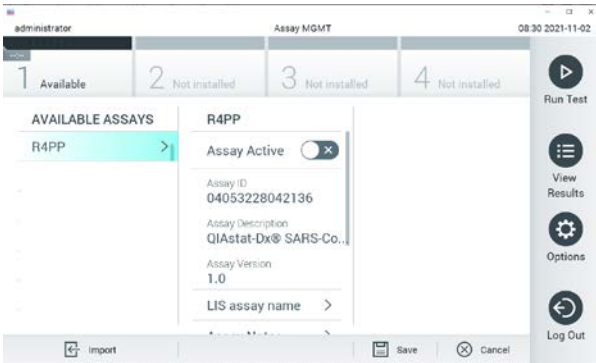 administrator Assay MGMT 08:30 2021-11-02
1 Available 2 Not installed 3 Not installed 4 Not installed
Run Test
AVAILABLE ASSAYS R4PP
R4PP Assay Active
View
Results
Assay ID
04053228042136
Assay Description
QIAstat-Dx® SARS-Co...
Options
Assay Version
1.0
LIS assay name
Log Out
Import Save Cancel